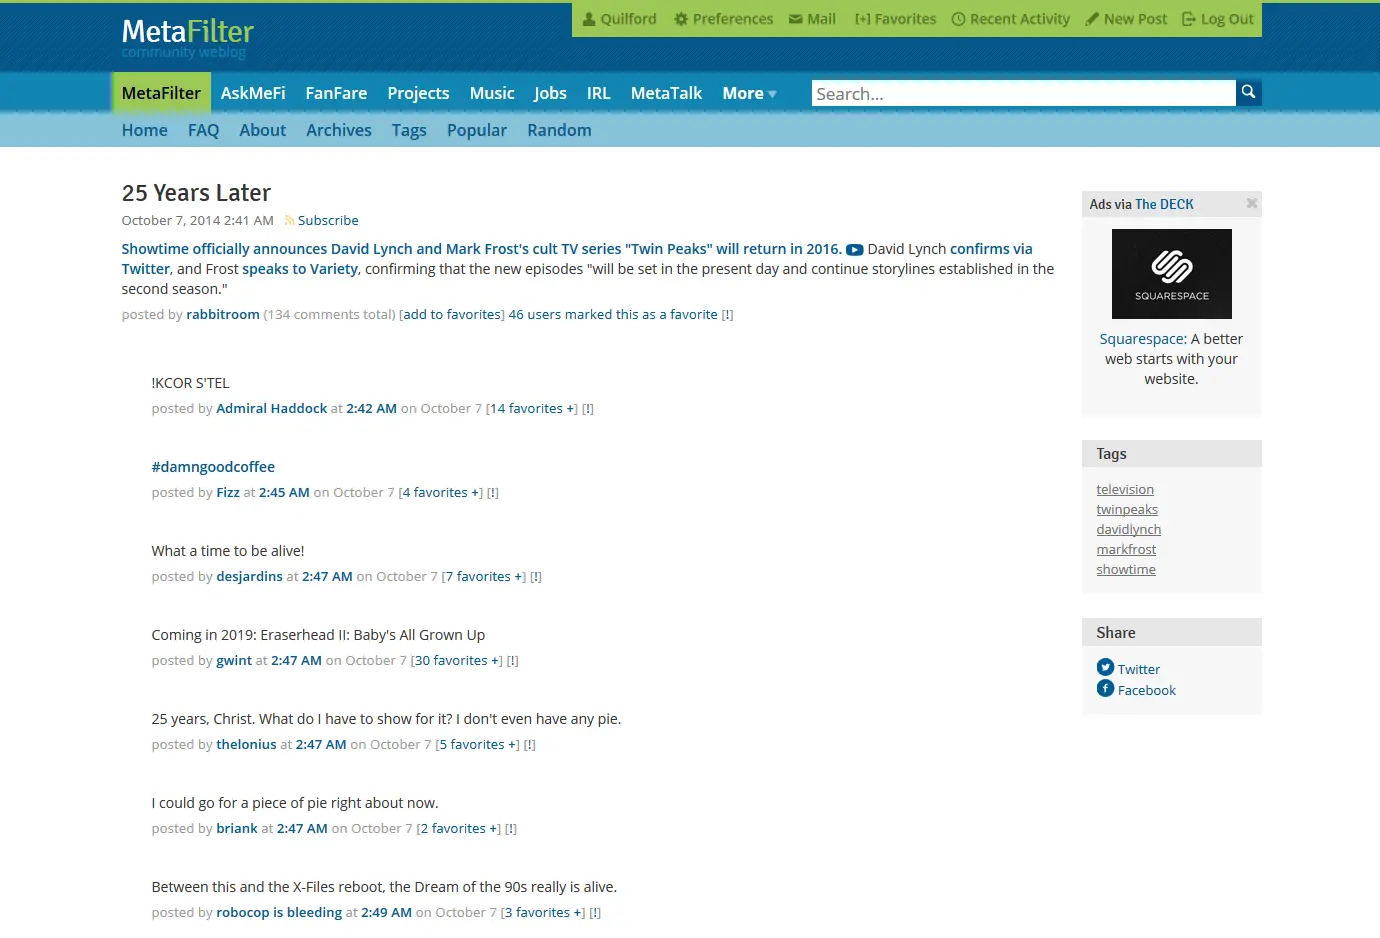 MetaFilter
community weblog
Quilford Preferences Mail [+] Favorites Recent Activity New Post Log Out
MetaFilter AskMeFi FanFare Projects Music Jobs IRL MetaTalk More Search...
Home FAQ About Archives Tags Popular Random
25 Years Later
October 7, 2014 2:41 AM Subscribe
Showtime officially announces David Lynch and Mark Frost's cult TV series "Twin Peaks" will return in 2016. David Lynch confirms via
Twitter, and Frost speaks to Variety, confirming that the new episodes "will be set in the present day and continue storylines established in the
second season."
posted by rabbitroom (134 comments total) [add to favorites] 46 users marked this as a favorite [!]
!KCOR S'TEL
posted by Admiral Haddock at 2:42 AM on October 7 [14 favorites +] [!]
#damngoodcoffee
posted by Fizz at 2:45 AM on October 7 [4 favorites +] [!]
What a time to be alive!
posted by desjardins at 2:47 AM on October 7 [7 favorites +] [!]
Coming in 2019: Eraserhead II: Baby's All Grown Up
posted by gwint at 2:47 AM on October 7 [30 favorites +] [!]
25 years, Christ. What do I have to show for it? I don't even have any pie.
posted by thelonius at 2:47 AM on October 7 [5 favorites +] [!]
I could go for a piece of pie right about now.
posted by briank at 2:47 AM on October 7 [2 favorites +] [!]
Between this and the X-Files reboot, the Dream of the 90s really is alive.
posted by robocop is bleeding at 2:49 AM on October 7 [3 favorites +] [!]
Ads via The DECK
SQUARESPACE
Squarespace: A better
web starts with your
website.
Tags
television
twinpeaks
davidlynch
markfrost
showtime
Share
Twitter
Facebook